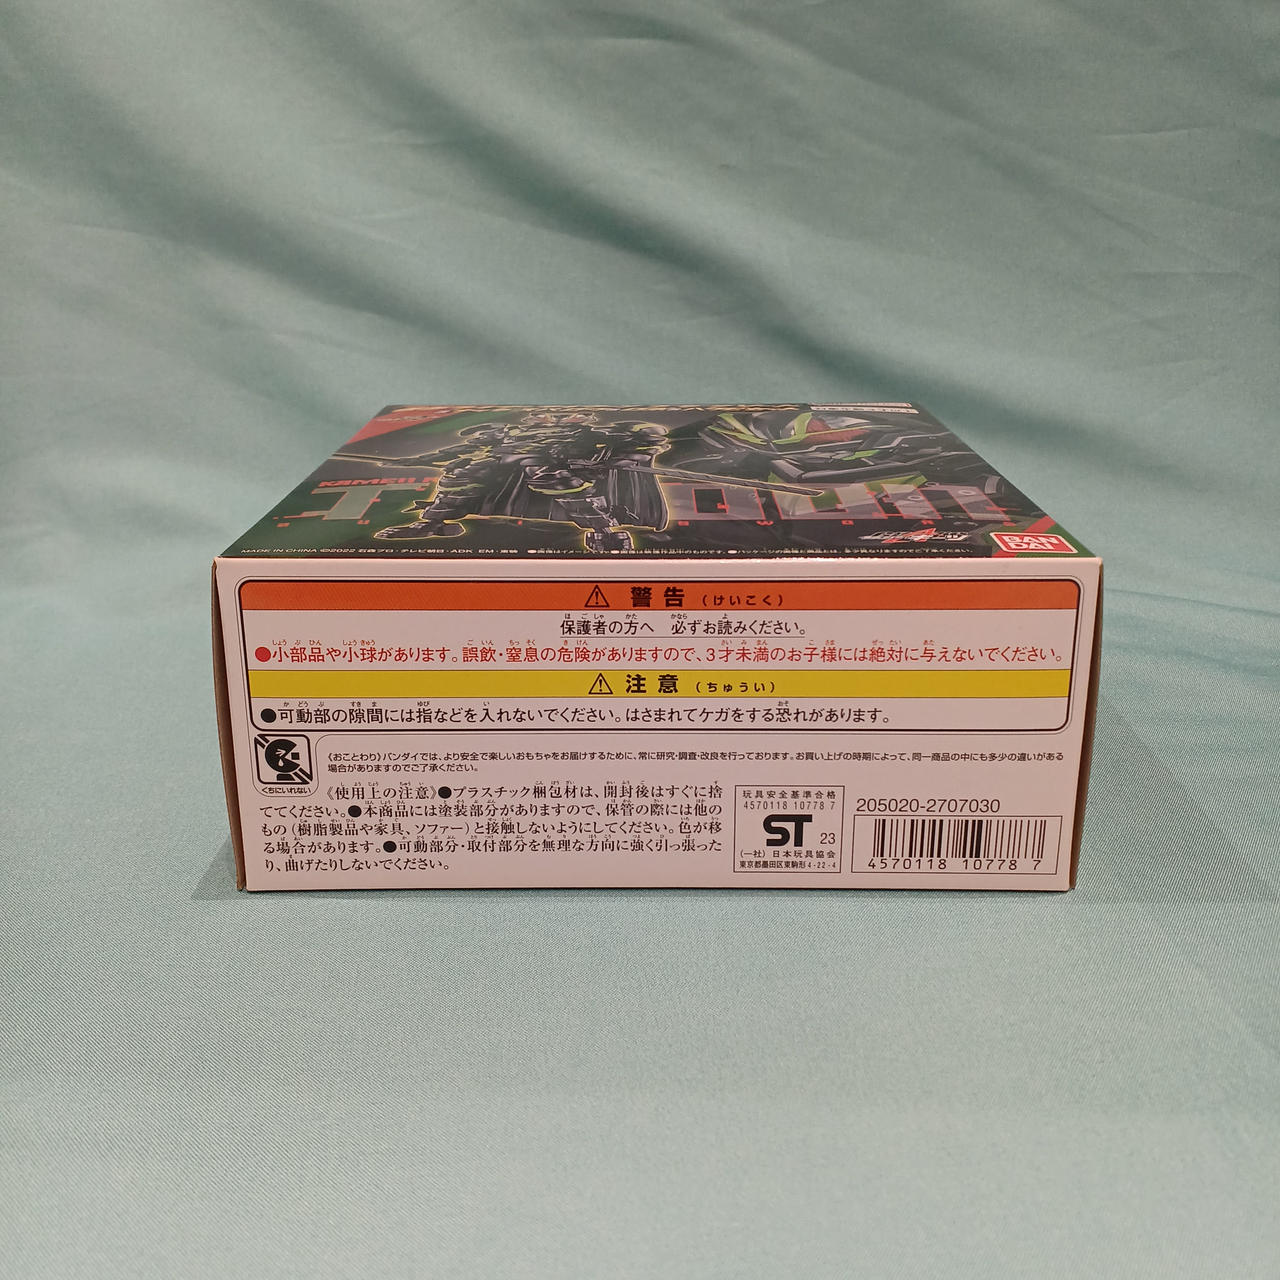 KAMEN R
MADE IN CHINA ©2022 石森プロ・テレビ朝日・ADK EM・東映
BAN
DAI
警告 (けいこく)
保護者の方へ 必ずお読みください。
●小部品や小球があります。誤飲・窒息の危険がありますので、3才未満のお子様には絶対に与えないでください。
注意 (ちゅうい)
●可動部の隙間には指などを入れないでください。はさまれてケガをする恐れがあります。
くちにいれない
《おことわり》バンダイでは、より安全で楽しいおもちゃをお届けするために、常に研究・調査・改良を行っております。お買い上げの時期によって、同一商品の中にも多少の違いがある
場合がありますのでご了承ください。
《使用上の注意》●プラスチック梱包材は、開封後はすぐに捨
ててください。●本商品には塗装部分がありますので、保管の際には他の
もの(樹脂製品や家具、ソファー)と接触しないようにしてください。色が移
る場合があります。●可動部分・取付部分を無理な方向に強く引っ張った
り、曲げたりしないでください。
玩具安全基準合格
4570118 10778 7
ST 23
(一社) 日本玩具協会
東京都墨田区東駒形4-22-4
205020-2707030
4570118 107787